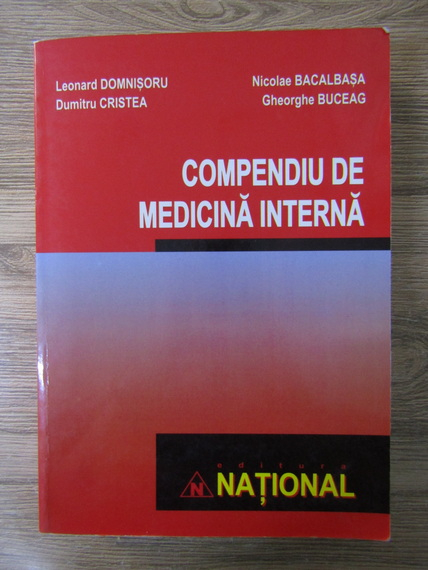 Leonard DOMNIȘORU
Dumitru CRISTEA
Nicolae BACALBAȘA
Gheorghe BUCEAG
COMPENDIU DE
MEDICINĂ INTERNĂ
editura
N NAȚIONAL